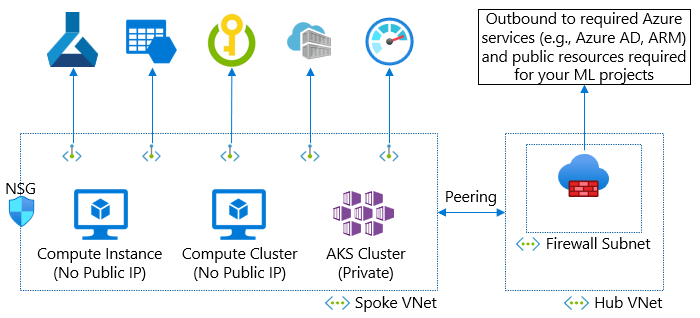 Outbound to required Azure
services (e.g., Azure AD, ARM)
and public resources required
for your ML projects
NSG
Compute Instance
(No Public IP)
Compute Cluster
(No Public IP)
AKS Cluster
(Private)
Peering
Firewall Subnet
Spoke VNet
Hub VNet